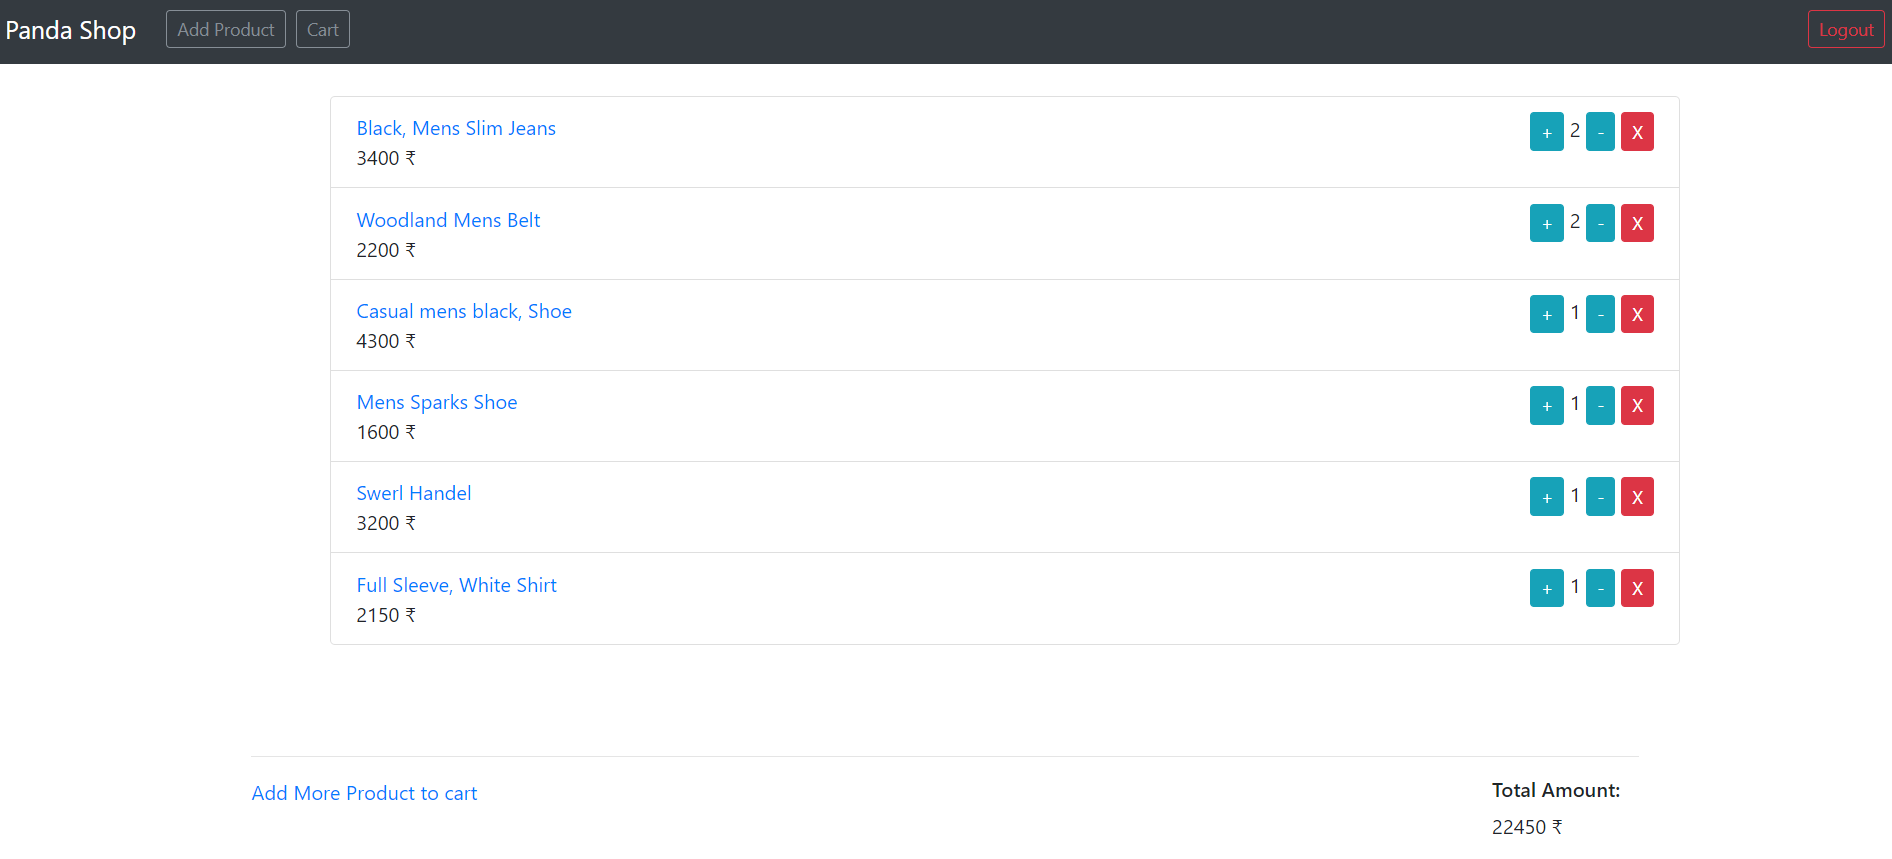 Panda Shop Add Product Cart Logout
Black, Mens Slim Jeans + 2 - X
3400 ₹
Woodland Mens Belt + 2 - X
2200 ₹
Casual mens black, Shoe + 1 - X
4300 ₹
Mens Sparks Shoe + 1 - X
1600 ₹
Swerl Handel + 1 - X
3200 ₹
Full Sleeve, White Shirt + 1 - X
2150 ₹
Add More Product to cart Total Amount:
22450 ₹